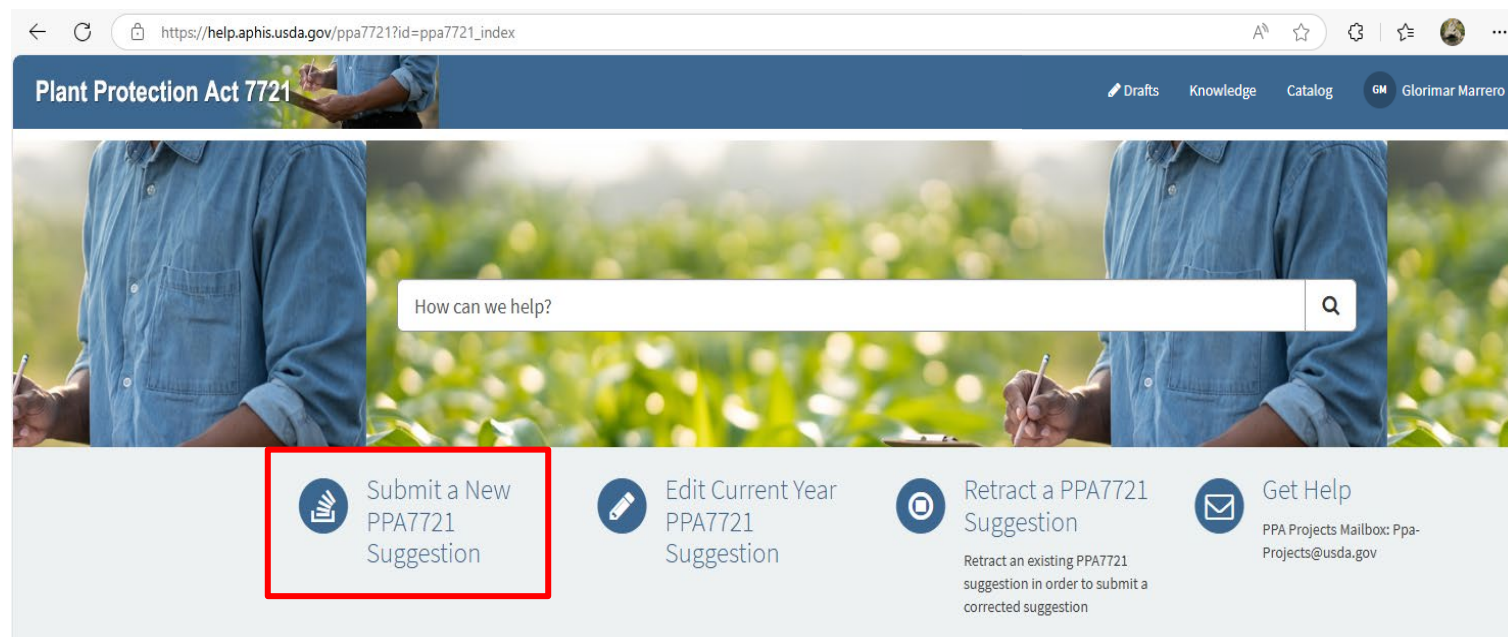 https://help.aphis.usda.gov/ppa7721?id=ppa7721_index
Plant Protection Act 7721
Drafts
Knowledge
Catalog
GM
Glorimar Marrero
How can we help?
Submit a New
PPA7721
Suggestion
Edit Current Year
PPA7721
Suggestion
Retract a PPA7721
Suggestion
Retract an existing PPA7721
suggestion in order to submit a
corrected suggestion
Get Help
PPA Projects Mailbox: Ppa-
Projects@usda.gov